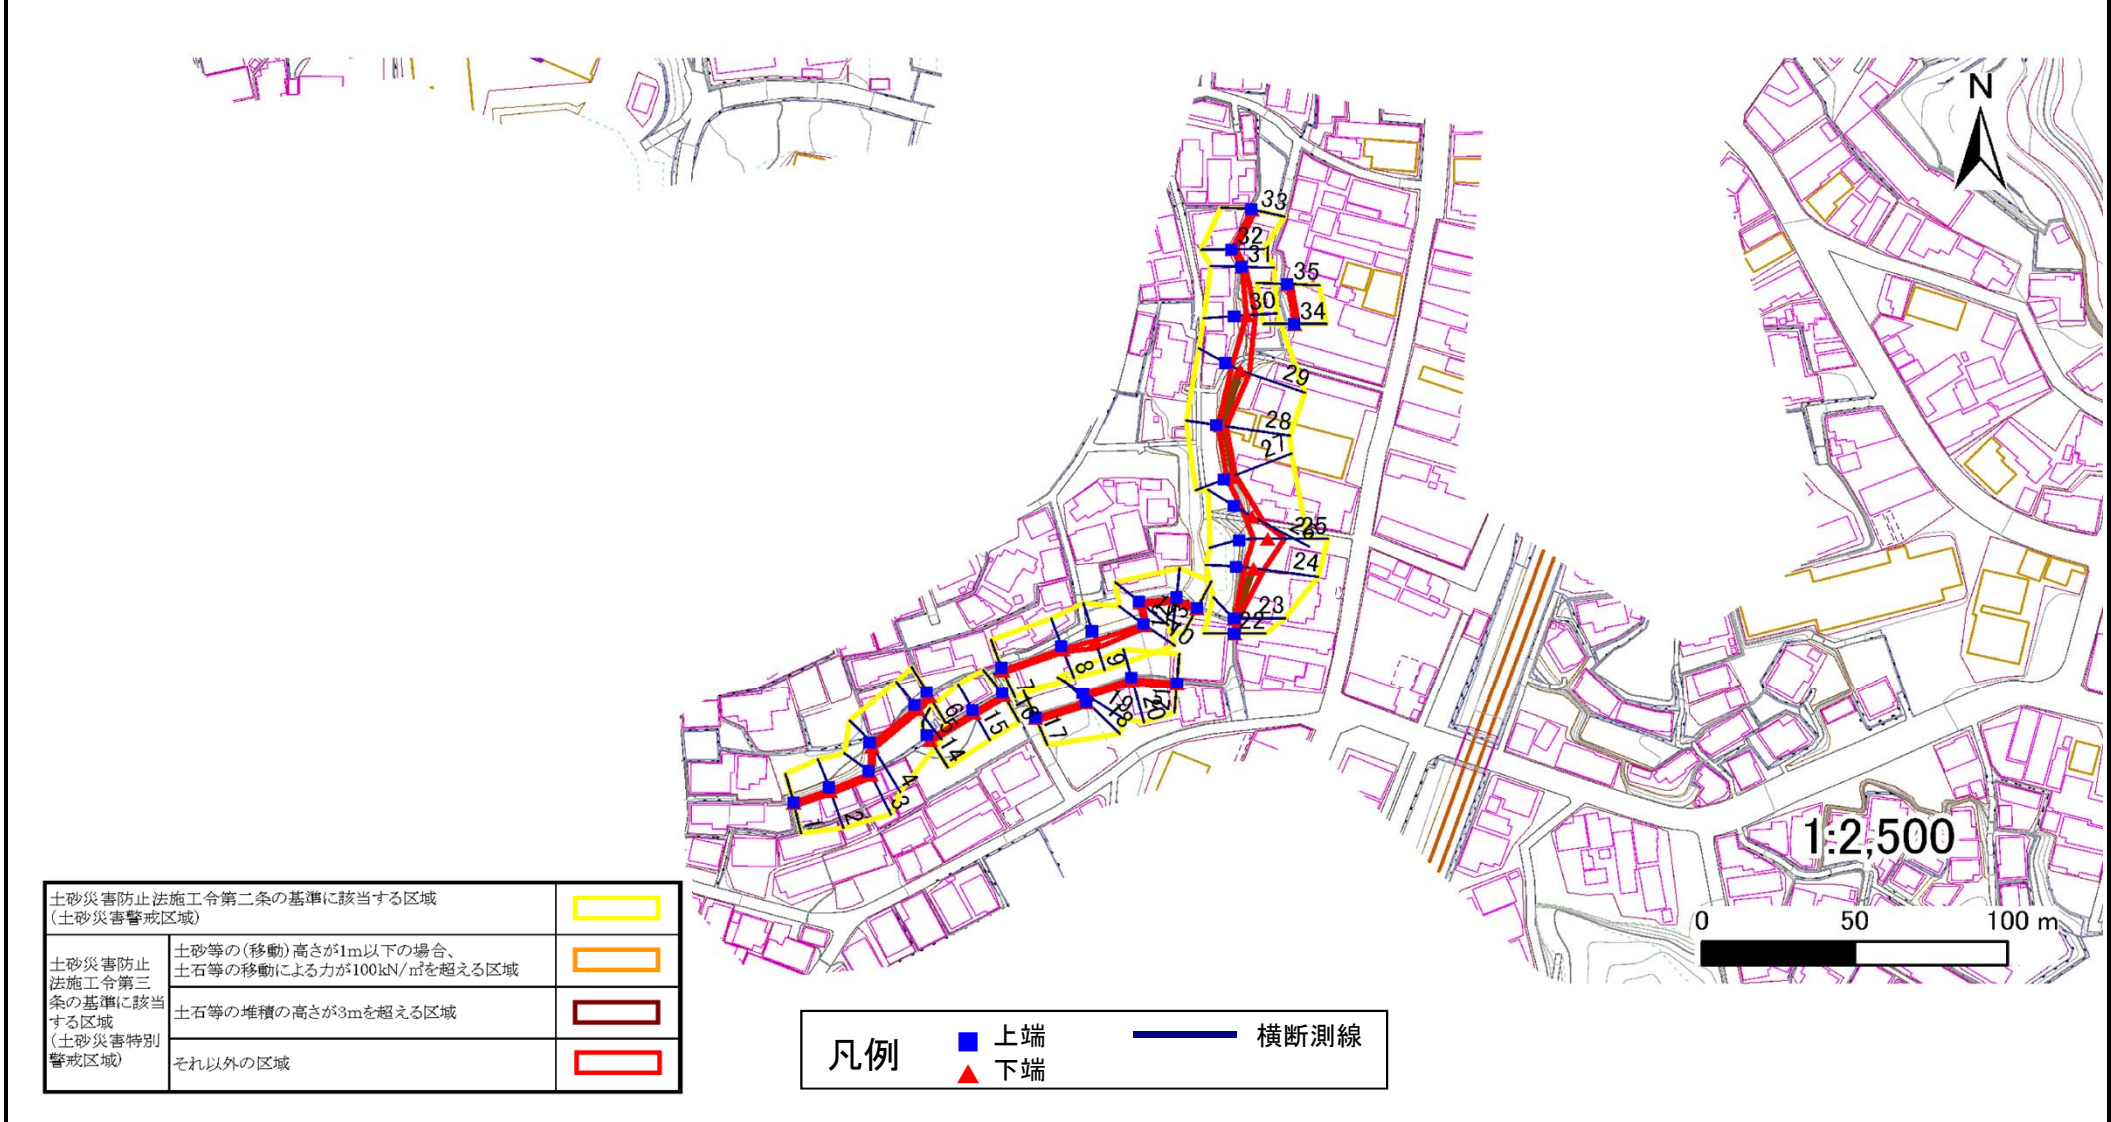 N
33
32
31
35
30
34
29
28
27
25
24
23
22
8
9
7
19
18
20
17
16
15
6
5
14
4
3
2
1
1:2,500
0 50 100 m
土砂災害防止法施工令第二条の基準に該当する区域
(土砂災害警戒区域)
土砂災害防止
法施工令第三
条の基準に該当
する区域
(土砂災害特別
警戒区域)
土砂等の(移動)高さが1m以下の場合、
土石等の移動による力が100kN/㎡を超える区域
土石等の堆積の高さが3mを超える区域
それ以外の区域
凡例
上端
下端
横断測線